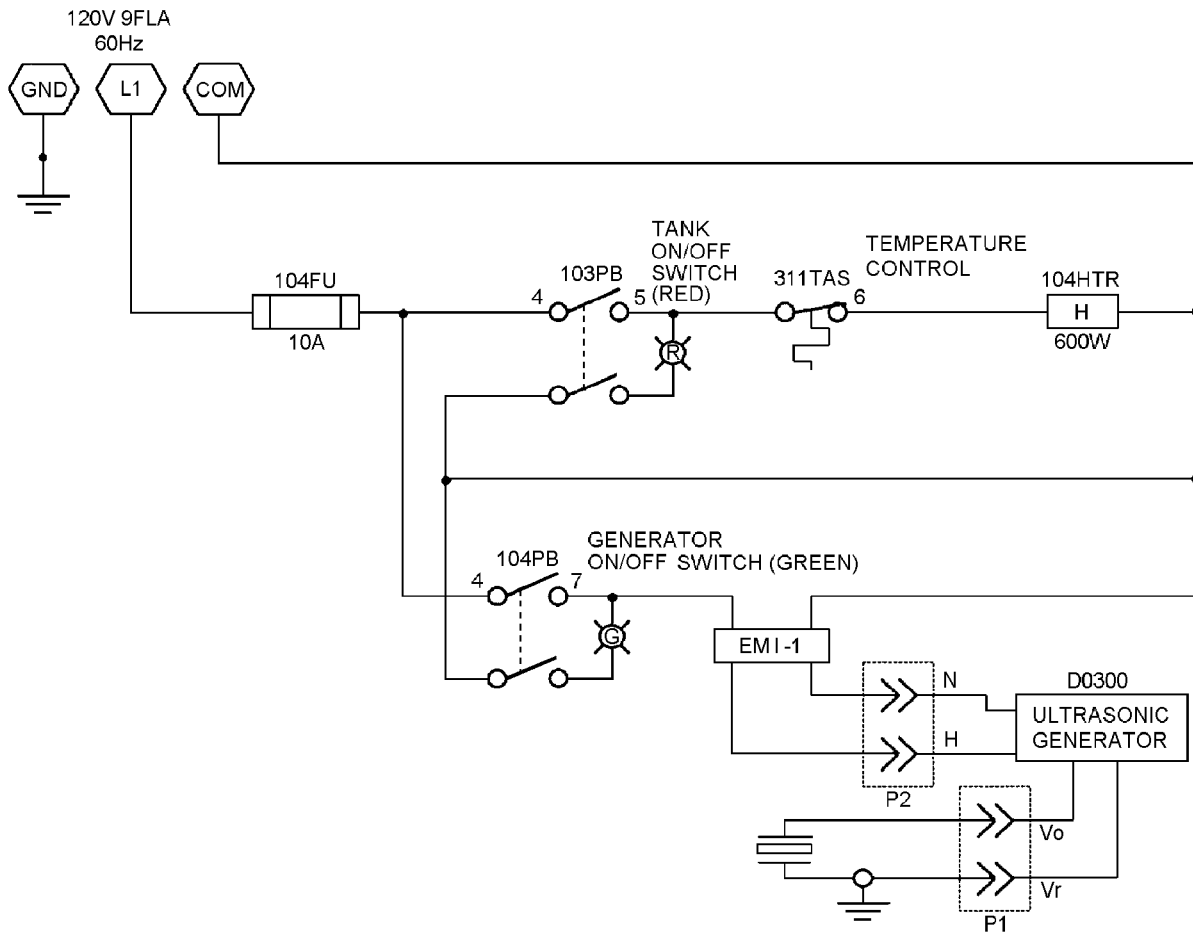 120V 9FLA
60Hz
GND
L1
COM
TANK
ON/OFF
SWITCH
(RED)
TEMPERATURE
CONTROL
104FU
10A
103PB
4
5
R
311TAS
6
104HTR
H
600W
GENERATOR
ON/OFF SWITCH (GREEN)
104PB
4
7
G
EMI-1
N
H
P2
D0300
ULTRASONIC
GENERATOR
Vo
Vr
P1